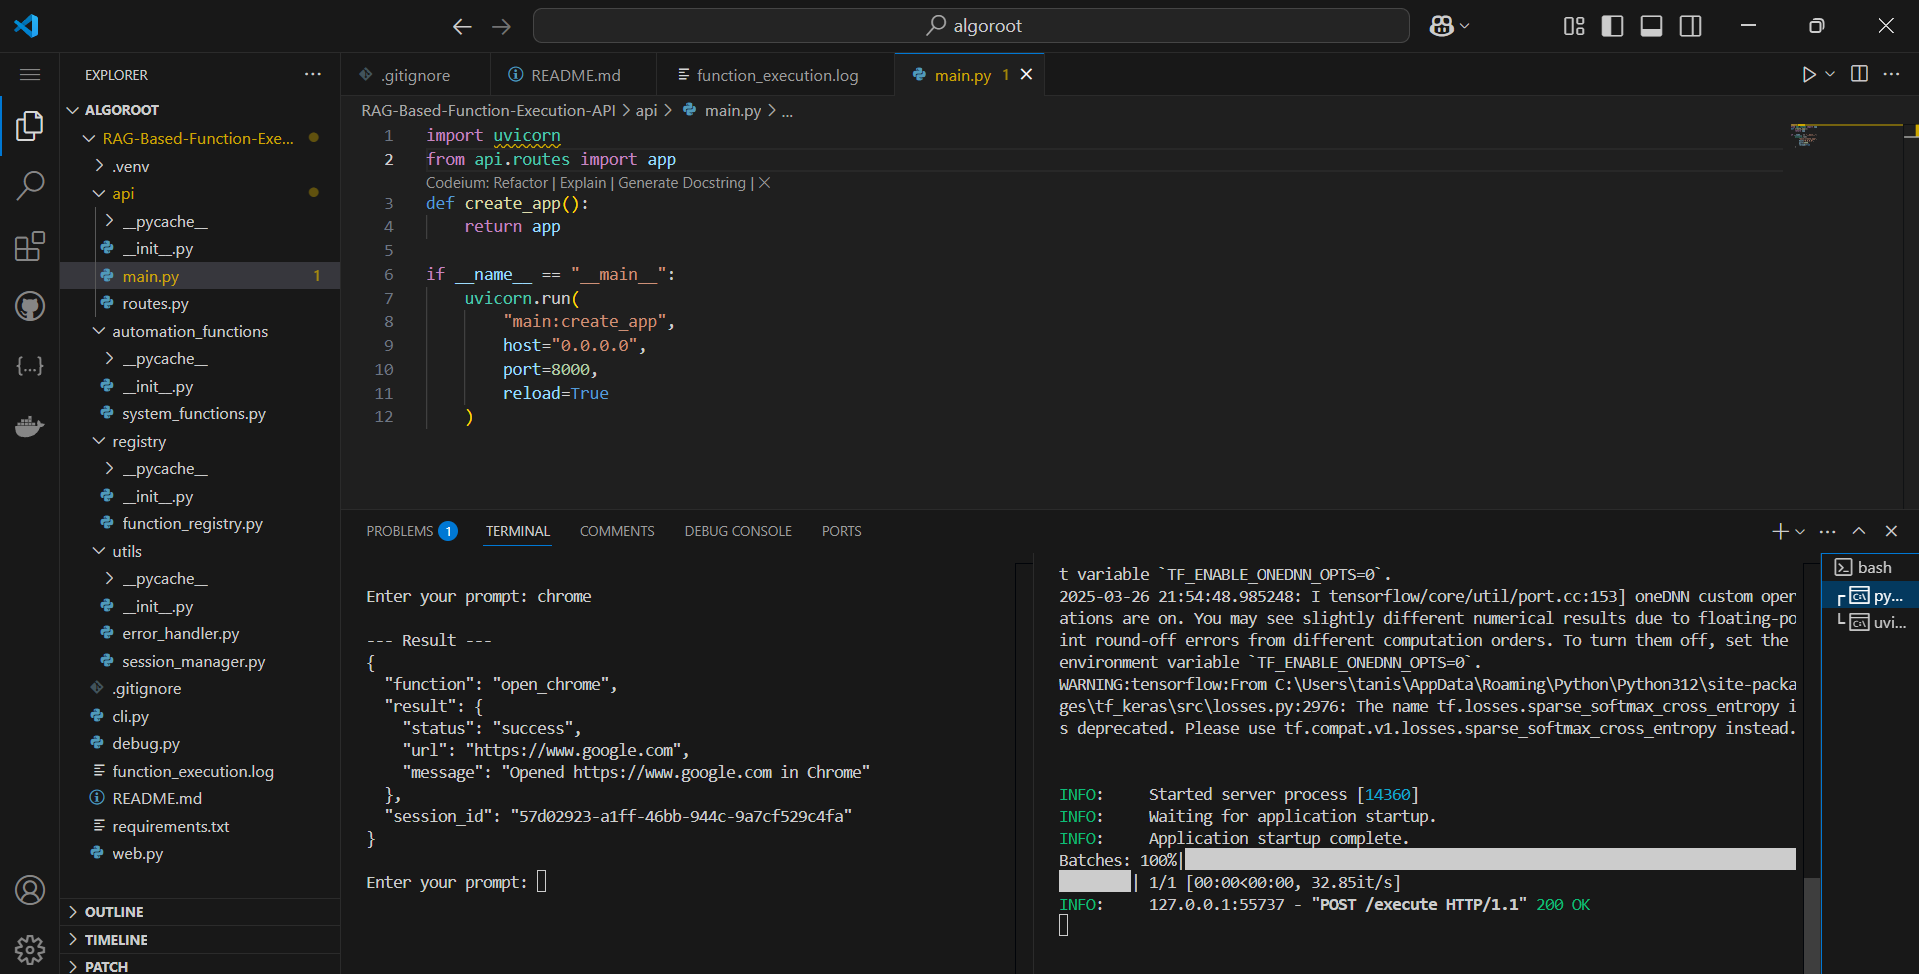 algoroot
EXPLORER
ALGOROOT
RAG-Based-Function-Exe...
.venv
api
__pycache__
__init__.py
main.py 1
routes.py
automation_functions
__pycache__
__init__.py
system_functions.py
registry
__pycache__
__init__.py
function_registry.py
utils
__pycache__
__init__.py
error_handler.py
session_manager.py
.gitignore
cli.py
debug.py
function_execution.log
README.md
requirements.txt
web.py
OUTLINE
TIMELINE
PATCH
.gitignore
README.md
function_execution.log
main.py 1
RAG-Based-Function-Execution-API > api > main.py > ...
1 import uvicorn
2 from api.routes import app
Codeium: Refactor | Explain | Generate Docstring | ×
3 def create_app():
4 return app
5
6 if __name__ == "__main__":
7 uvicorn.run(
8 "main:create_app",
9 host="0.0.0.0",
10 port=8000,
11 reload=True
12 )
PROBLEMS 1 TERMINAL COMMENTS DEBUG CONSOLE PORTS
Enter your prompt: chrome
--- Result ---
{
"function": "open_chrome",
"result": {
"status": "success",
"url": "https://www.google.com",
"message": "Opened https://www.google.com in Chrome"
},
"session_id": "57d02923-a1ff-46bb-944c-9a7cf529c4fa"
}
Enter your prompt:
t variable `TF_ENABLE_ONEDNN_OPTS=0`.
2025-03-26 21:54:48.985248: I tensorflow/core/util/port.cc:153] oneDNN custom oper
ations are on. You may see slightly different numerical results due to floating-po
int round-off errors from different computation orders. To turn them off, set the
environment variable `TF_ENABLE_ONEDNN_OPTS=0`.
WARNING:tensorflow:From C:\Users\tanis\AppData\Roaming\Python\Python312\site-packa
ges\tf_keras\src\losses.py:2976: The name tf.losses.sparse_softmax_cross_entropy i
s deprecated. Please use tf.compat.v1.losses.sparse_softmax_cross_entropy instead.
INFO: Started server process [14360]
INFO: Waiting for application startup.
INFO: Application startup complete.
Batches: 100%|
| 1/1 [00:00<00:00, 32.85it/s]
INFO: 127.0.0.1:55737 - "POST /execute HTTP/1.1" 200 OK
bash
py...
uvi...